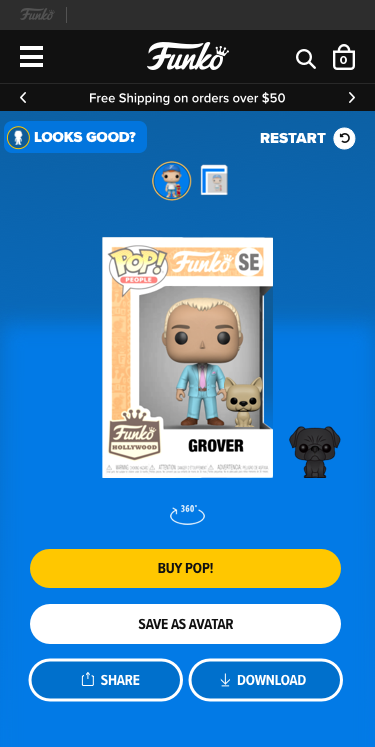 Funko
Funko
0
Free Shipping on orders over $50
LOOKS GOOD?
RESTART
POP!
PEOPLE
Funko
SE
Funko
HOLLYWOOD
GROVER
360°
BUY POP!
SAVE AS AVATAR
SHARE
DOWNLOAD